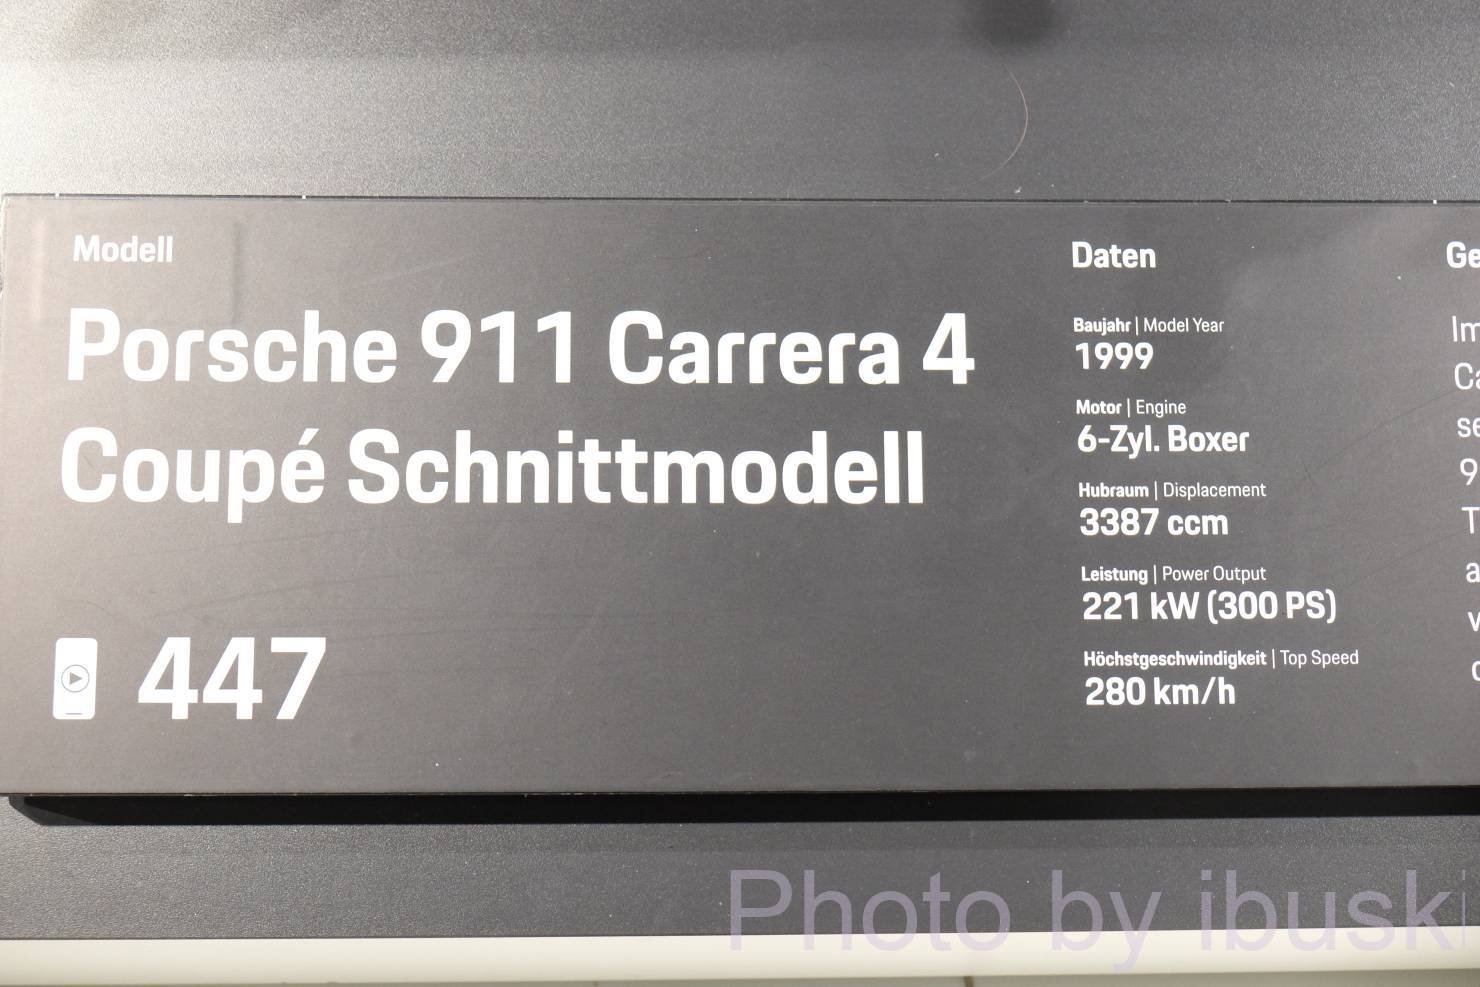 Modell
Porsche 911 Carrera 4
Coupé Schnittmodell
447
Daten
Baujahr | Model Year
1999
Motor | Engine
6-Zyl. Boxer
Hubraum | Displacement
3387 ccm
Leistung | Power Output
221 kW (300 PS)
Höchstgeschwindigkeit | Top Speed
280 km/h
Photo by ibuski